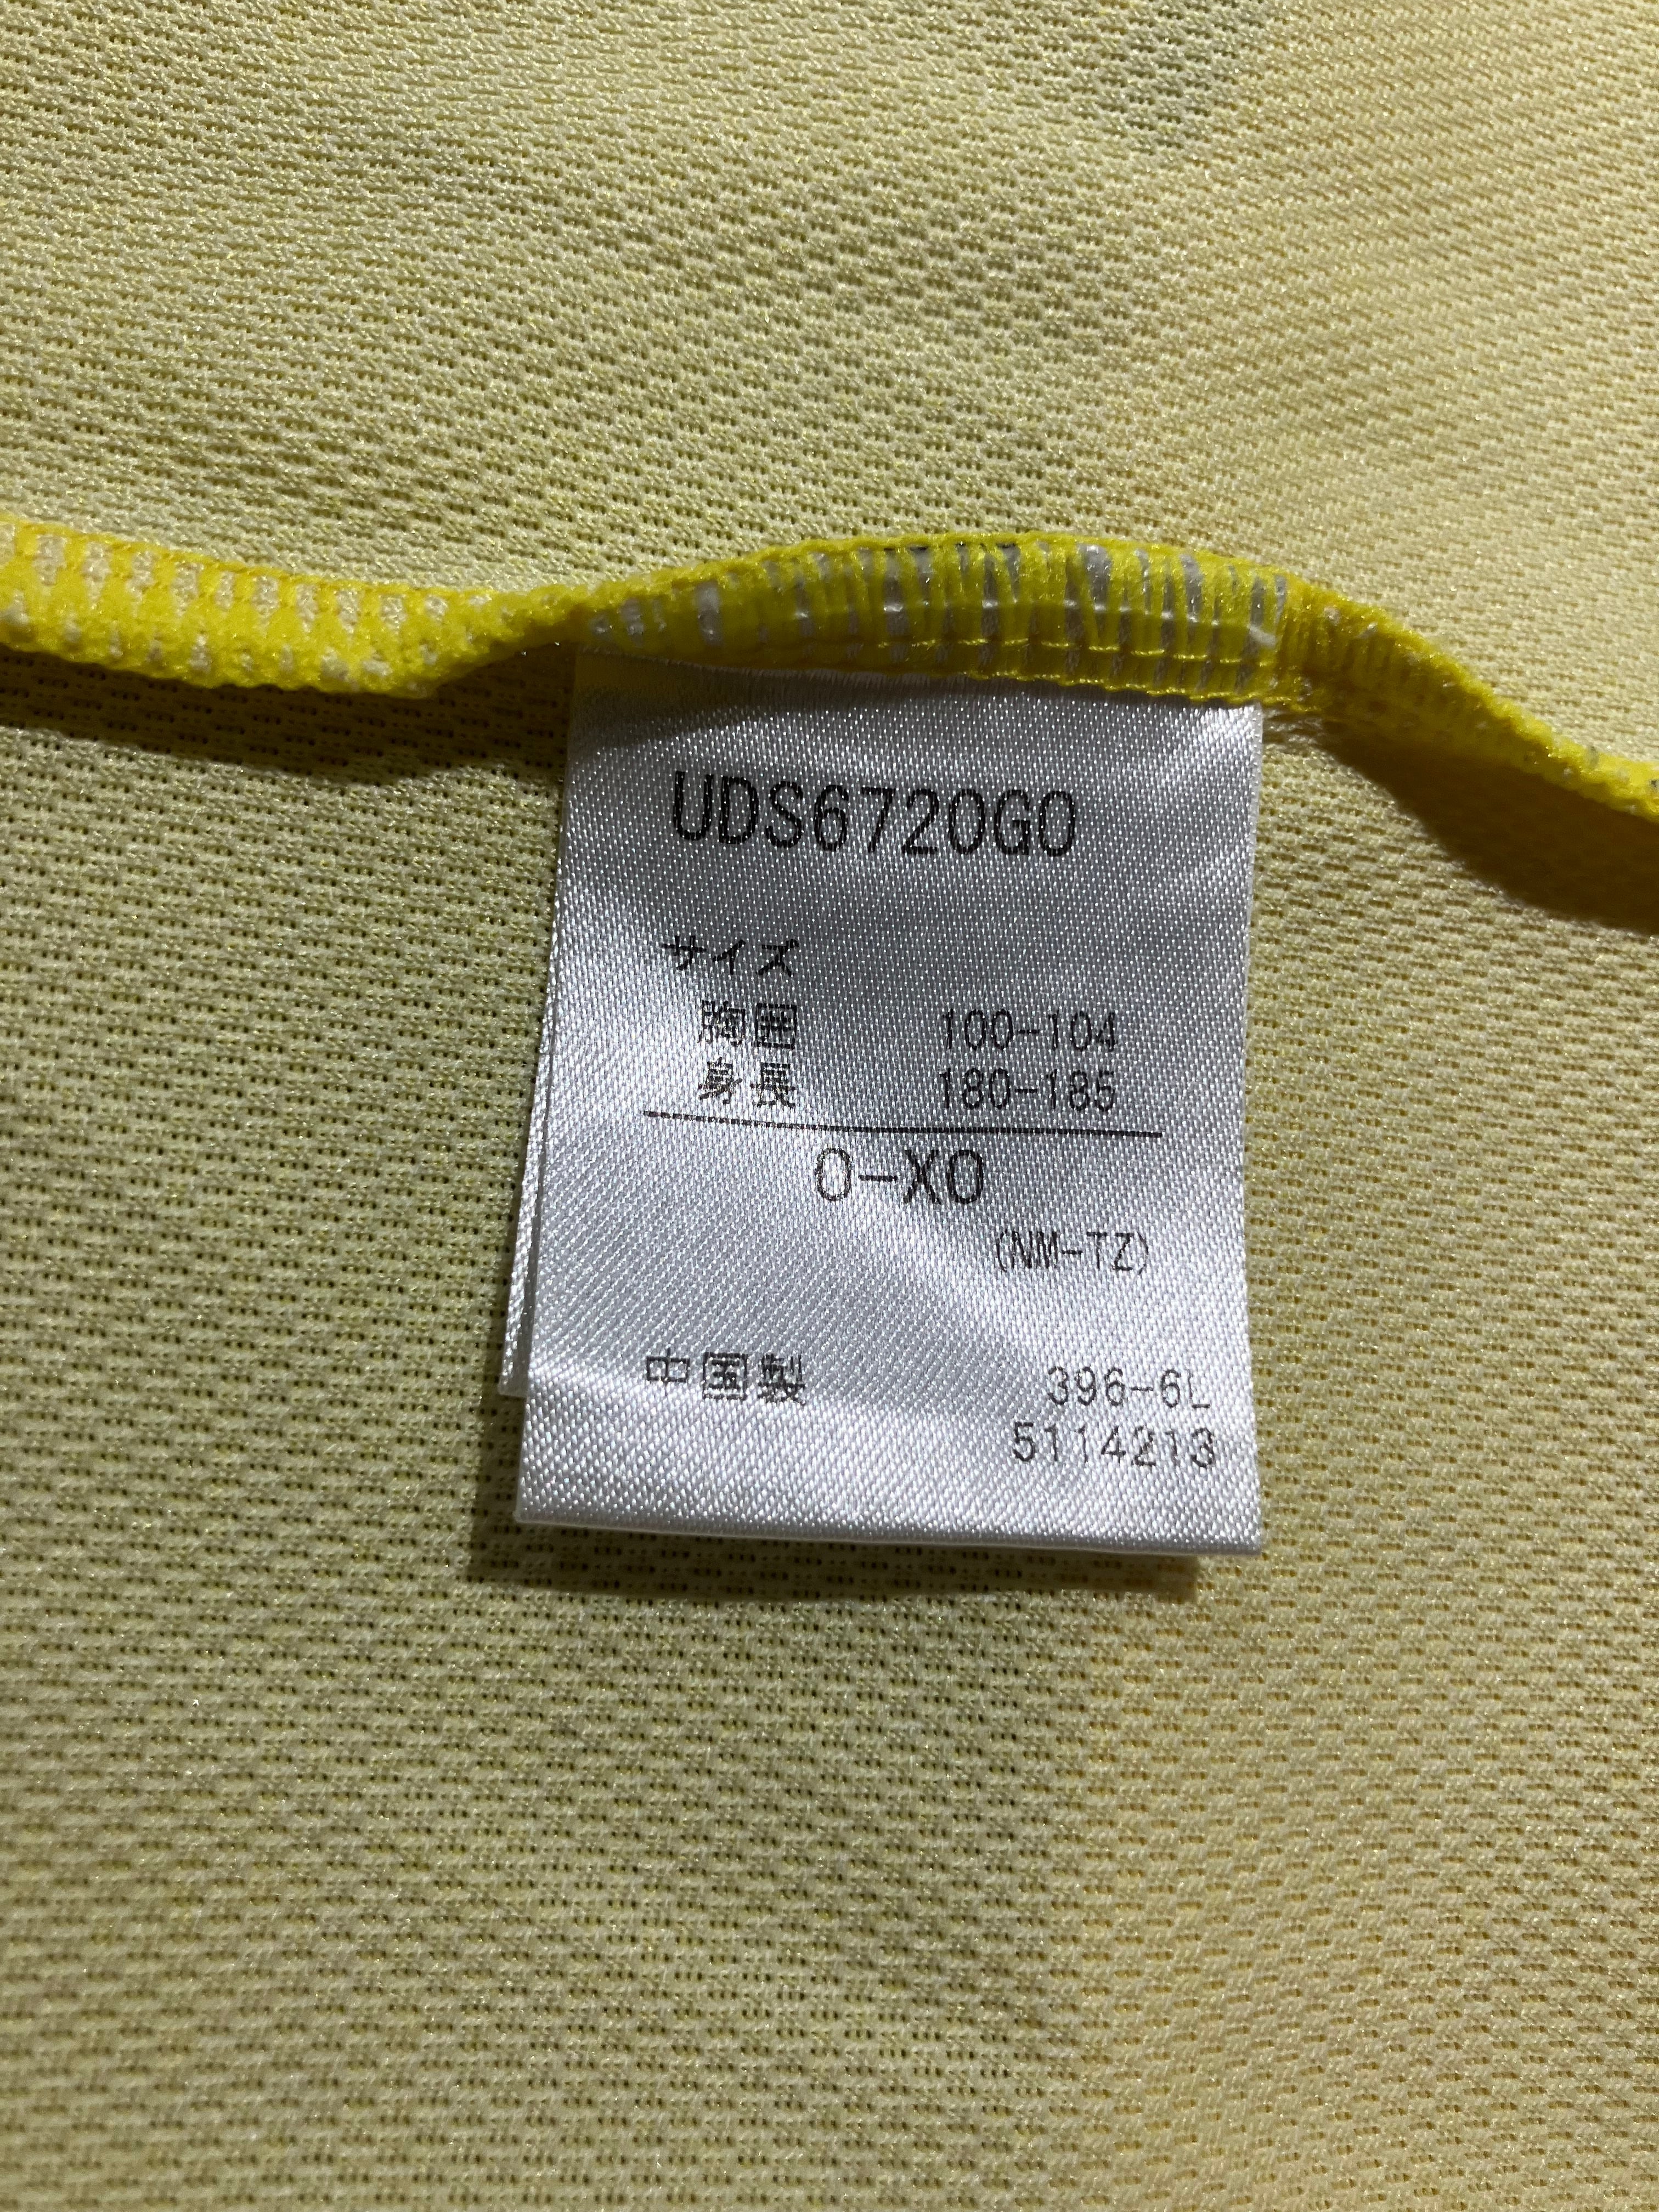 UDS6720GO
サイズ
胸囲 100-104
身長 180-185
O-XO
(NM-TZ)
中国製 396-6L
5114213